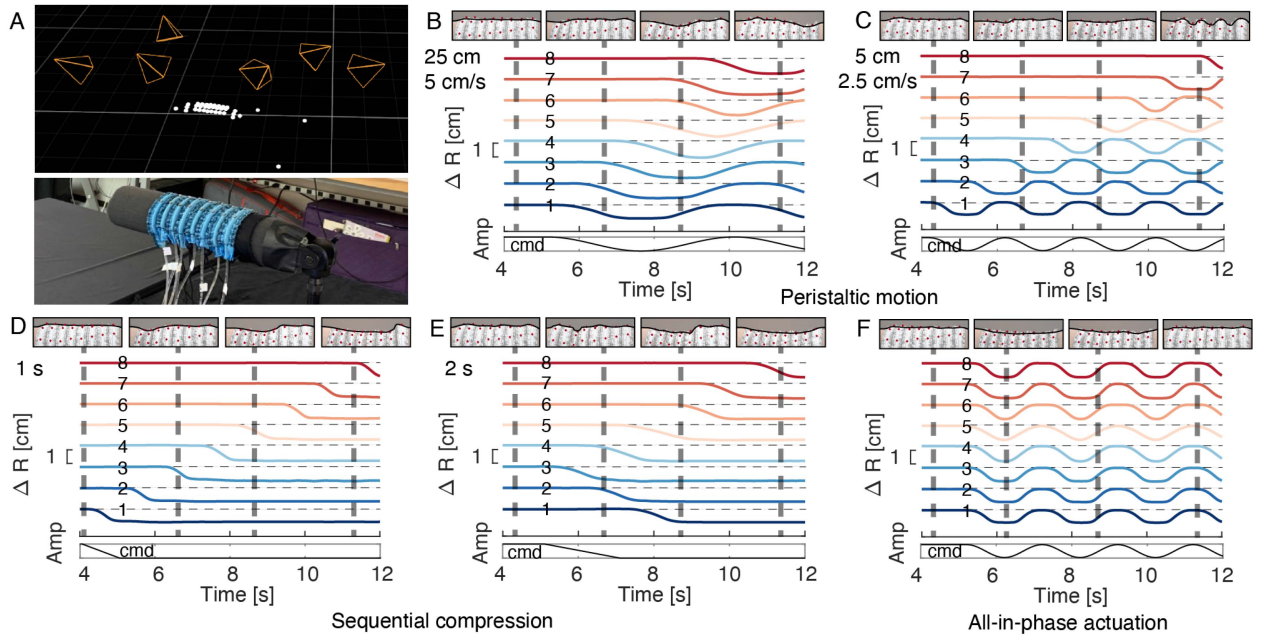 A
B
25 cm
5 cm/s
Δ R [cm]
1
8
7
6
5
4
3
2
1
Amp
cmd
4 6 8 10 12
Time [s]
C
5 cm
2.5 cm/s
Δ R [cm]
1
8
7
6
5
4
3
2
1
Amp
cmd
4 6 8 10 12
Time [s]
Peristaltic motion
D
1 s
Δ R [cm]
1
8
7
6
5
4
3
2
1
Amp
cmd
4 6 8 10 12
Time [s]
E
2 s
Δ R [cm]
1
8
7
6
5
4
3
2
1
Amp
cmd
4 6 8 10 12
Time [s]
Sequential compression
F
Δ R [cm]
1
8
7
6
5
4
3
2
1
Amp
cmd
4 6 8 10 12
Time [s]
All-in-phase actuation